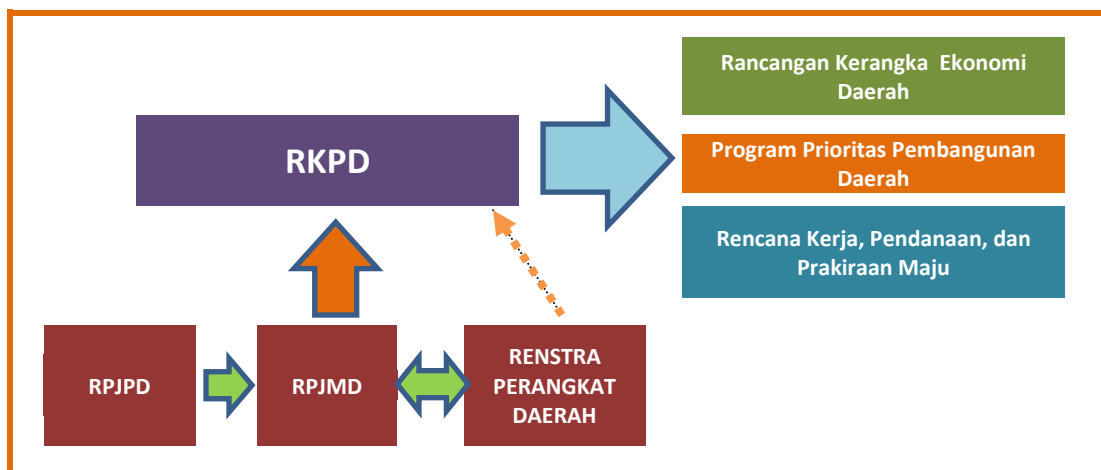 Rancangan Kerangka Ekonomi
Daerah
RKPD
Program Prioritas Pembangunan
Daerah
Rencana Kerja, Pendanaan, dan
Prakiraan Maju
RPJPD
RPJMD
RENSTRA
PERANGKAT
DAERAH